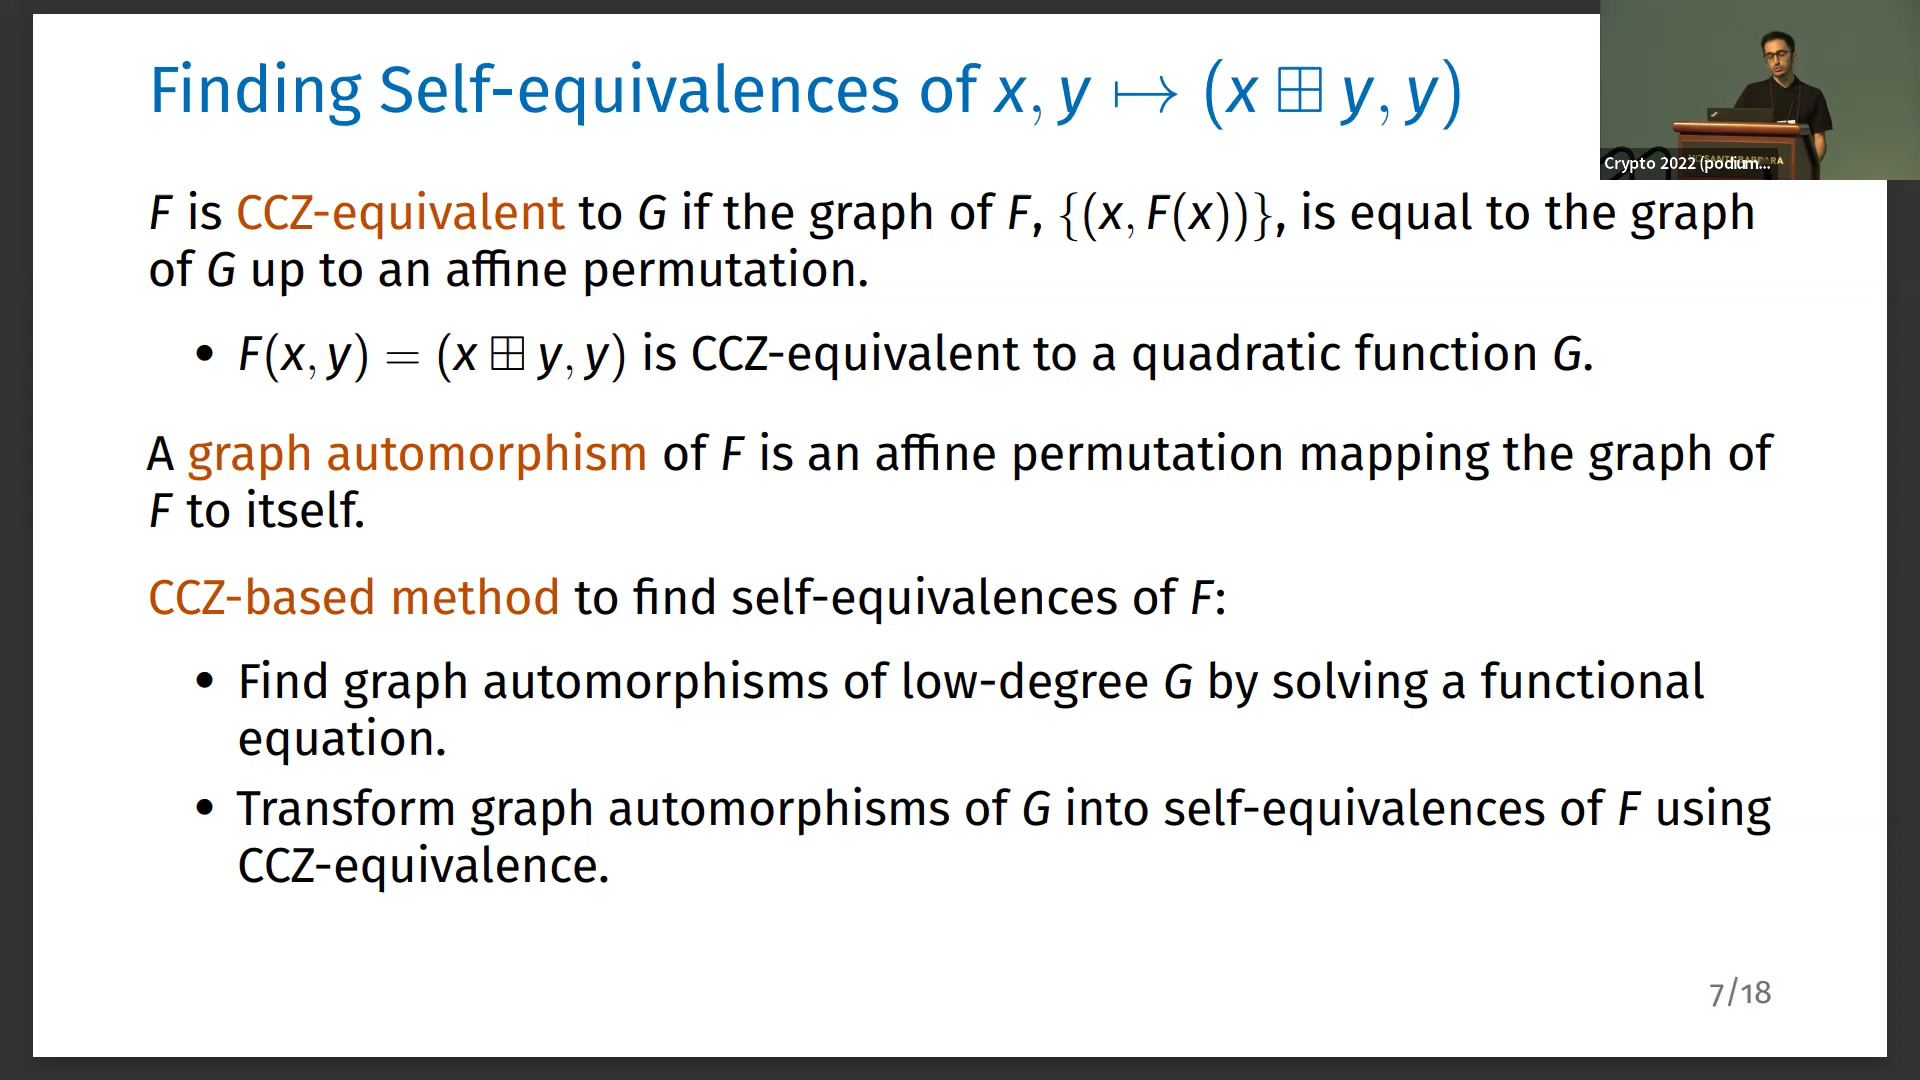 Finding Self-equivalences of x, y ↦ (x ⊞ y, y)
F is CCZ-equivalent to G if the graph of F, {(x, F(x))}, is equal to the graph
of G up to an affine permutation.
• F(x, y) = (x ⊞ y, y) is CCZ-equivalent to a quadratic function G.
A graph automorphism of F is an affine permutation mapping the graph of
F to itself.
CCZ-based method to find self-equivalences of F:
• Find graph automorphisms of low-degree G by solving a functional
equation.
• Transform graph automorphisms of G into self-equivalences of F using
CCZ-equivalence.
7/18
Crypto 2022 (podium...